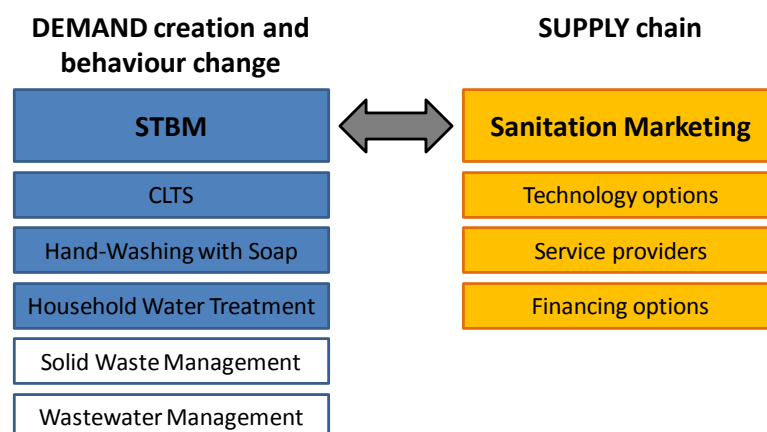 DEMAND creation and
behaviour change
STBM
CLTS
Hand-Washing with Soap
Household Water Treatment
Solid Waste Management
Wastewater Management
SUPPLY chain
Sanitation Marketing
Technology options
Service providers
Financing options